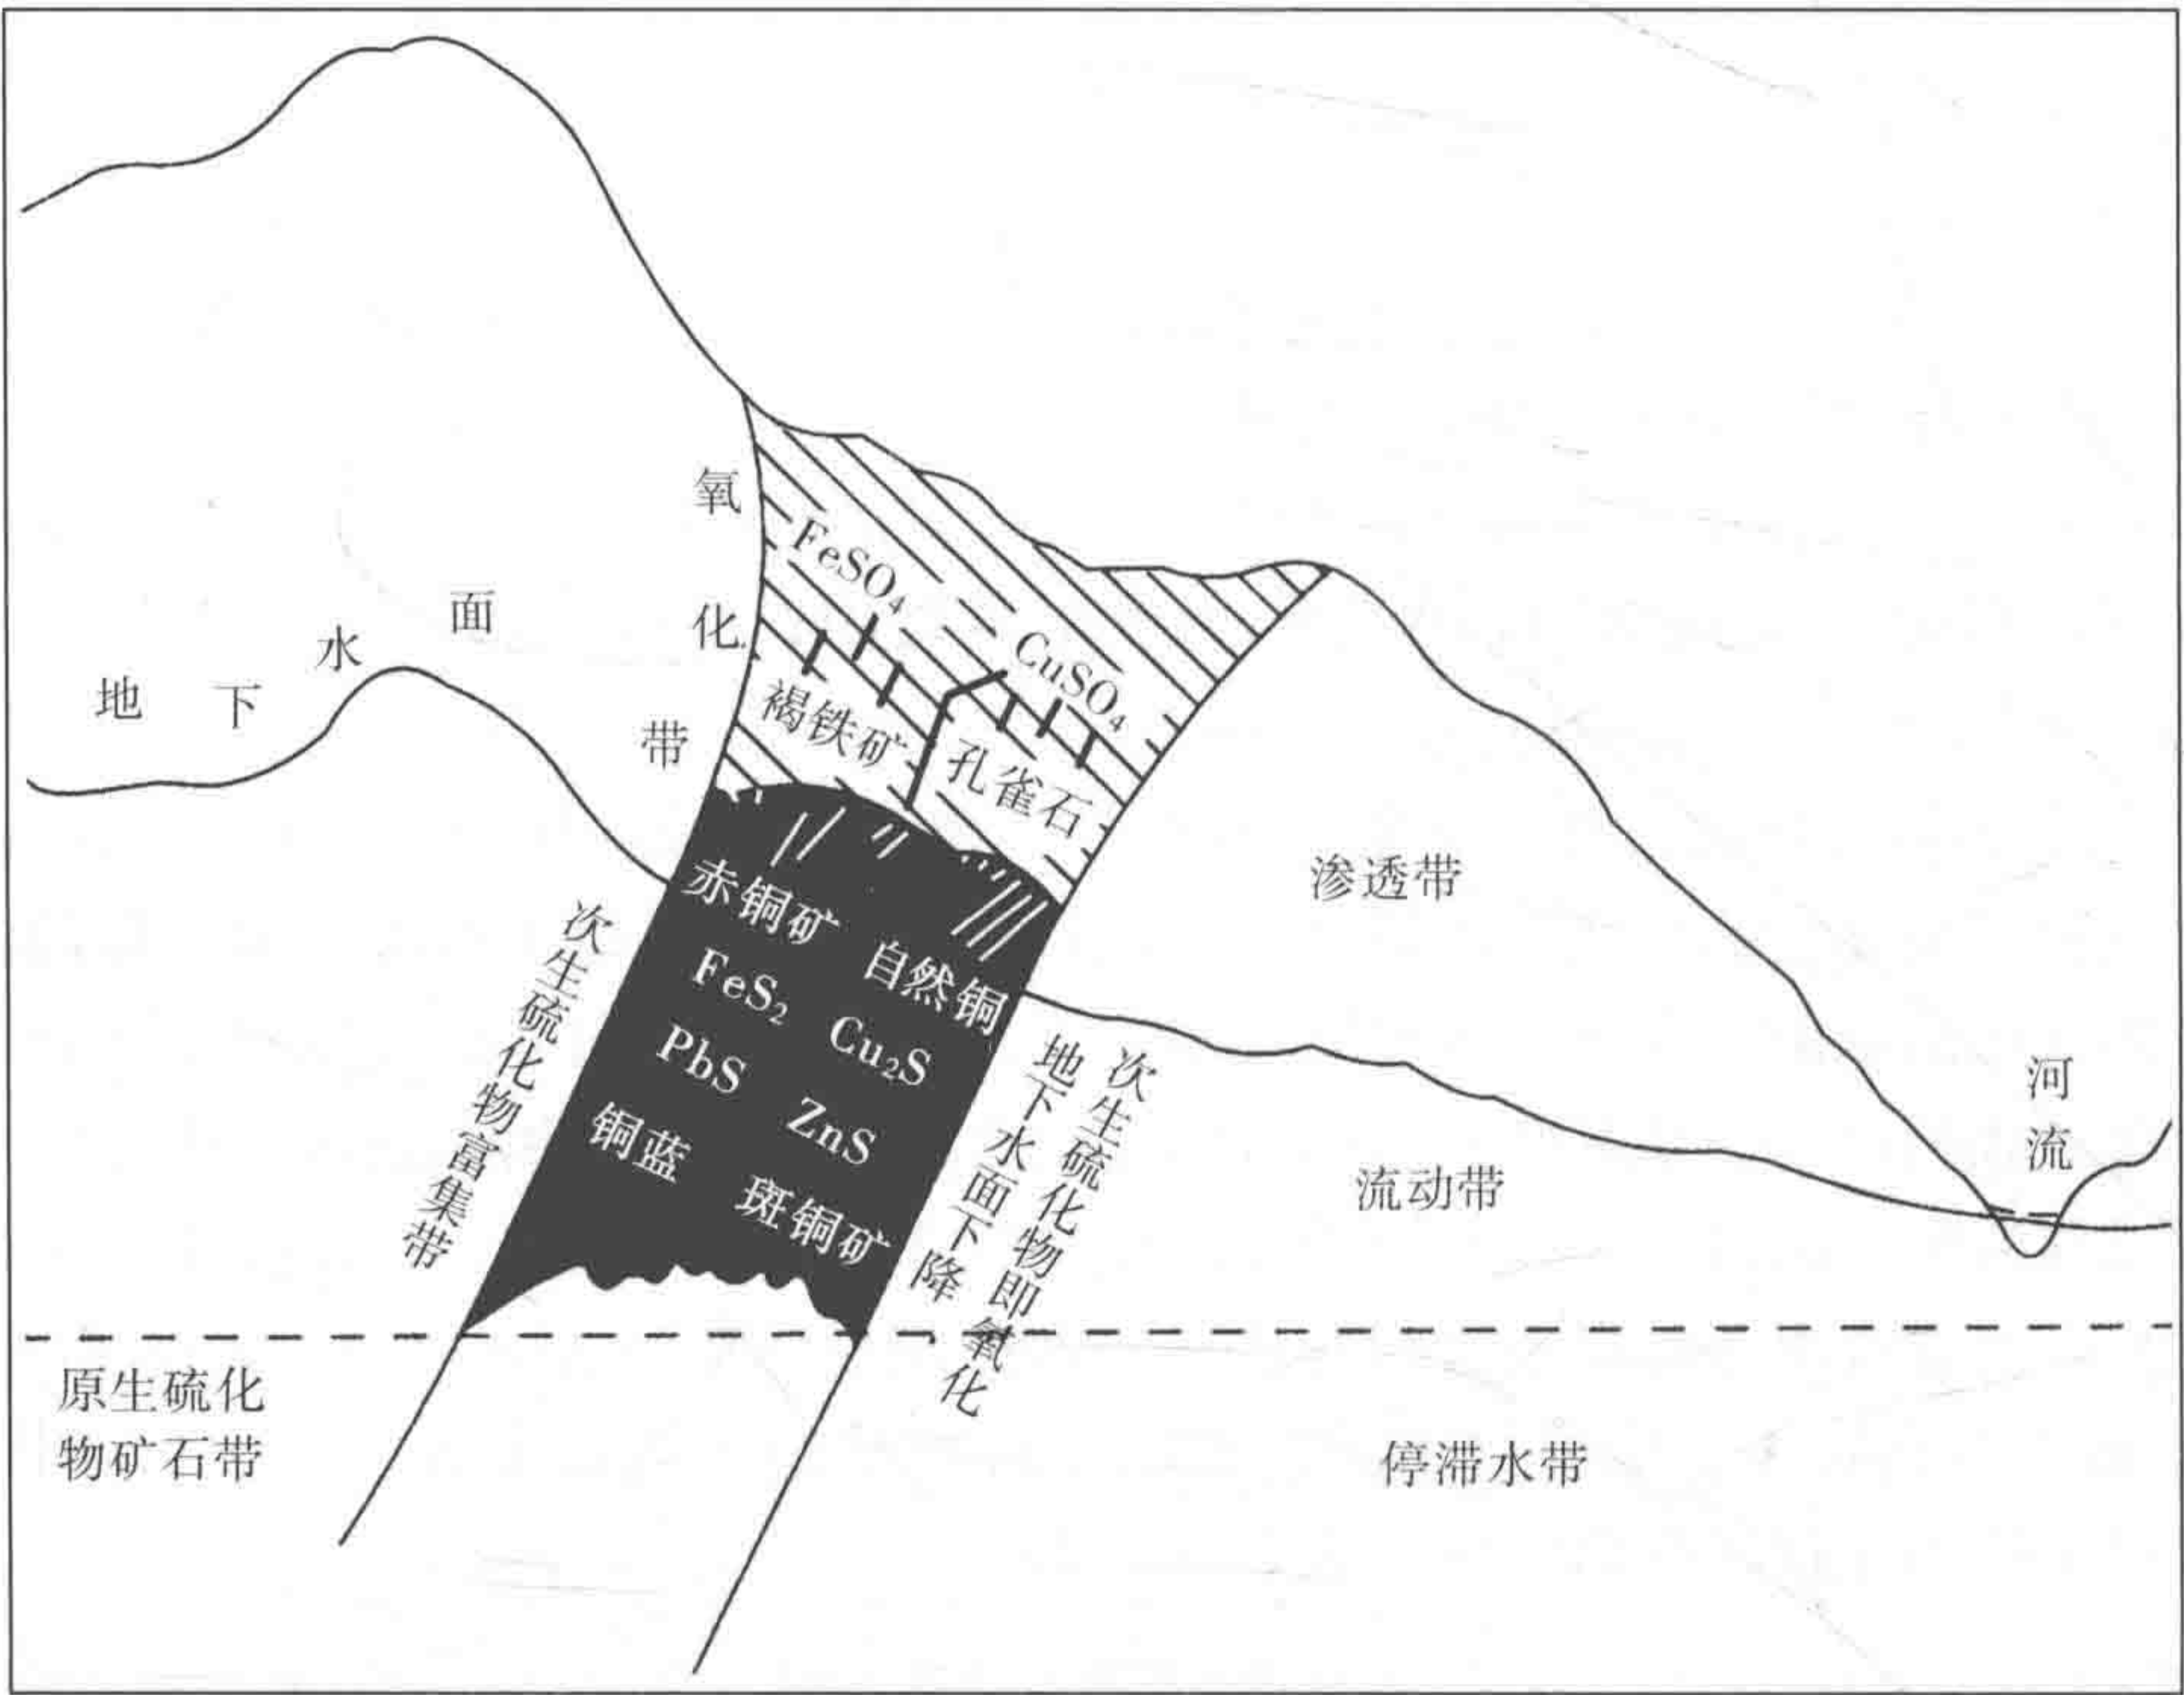 氧化带
FeSO₄
CuSO₄
地下水面
褐铁矿
孔雀石
渗透带
赤铜矿
自然铜
FeS₂
Cu₂S
PbS
ZnS
铜蓝
斑铜矿
次生硫化物富集带
地下水面下降
次生硫化物即氧化
河流
流动带
原生硫化
物矿石带
停滞水带